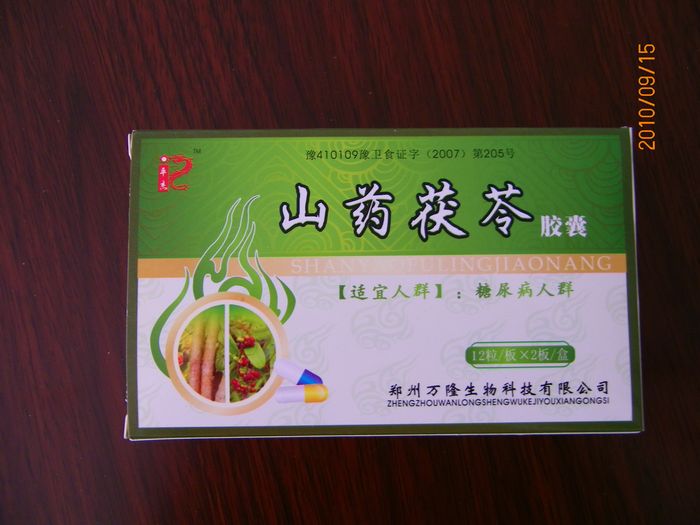 2010/09/15
TM
豫410109豫卫食证字（2007）第205号
山药茯苓 胶囊
【适宜人群】：糖尿病人群
12粒/板×2板/盒
郑州万隆生物科技有限公司
ZHENGZHOUWANLONGSHENGWUKEJIYOUXIANGONGSI